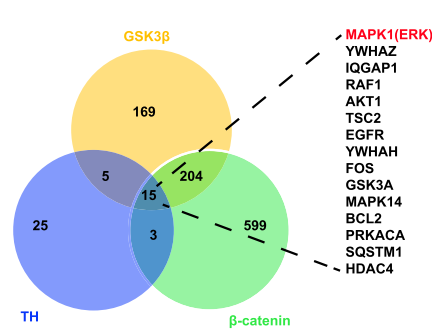 GSK3β
169
5
204
15
25
3
599
TH
β-catenin
MAPK1(ERK)
YWHAZ
IQGAP1
RAF1
AKT1
TSC2
EGFR
YWHAH
FOS
GSK3A
MAPK14
BCL2
PRKACA
SQSTM1
HDAC4